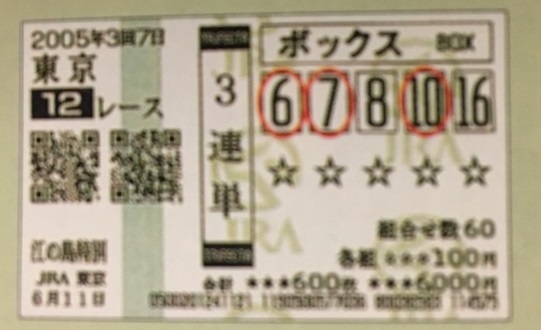 2005年3回7日
東京
12レース
江の島特別
JRA 東京
6月11日
3連単
ボックス BOX
6 7 8 10 16
☆ ☆ ☆ ☆ ☆
組合せ数60
各組 ***100円
合計 ***600枚 ***6,000円